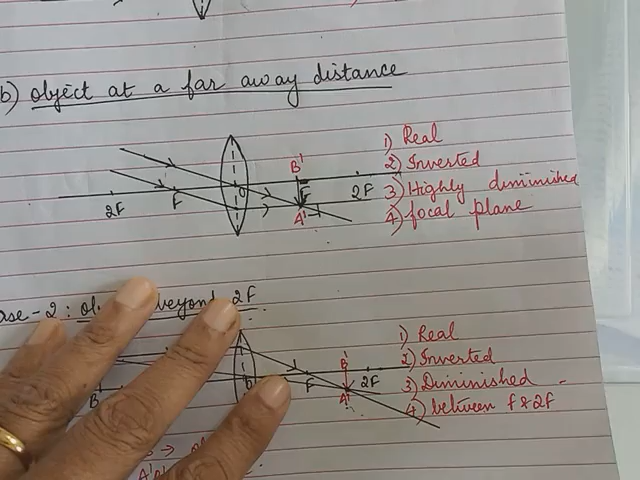 b) object at a far away distance
1) Real
2) Inverted
3) Highly diminished
4) focal plane
2F F O B' F A' 2F
2F
1) Real
2) Inverted
3) Diminished
4) between f & 2F
B' O F B' A' 2F